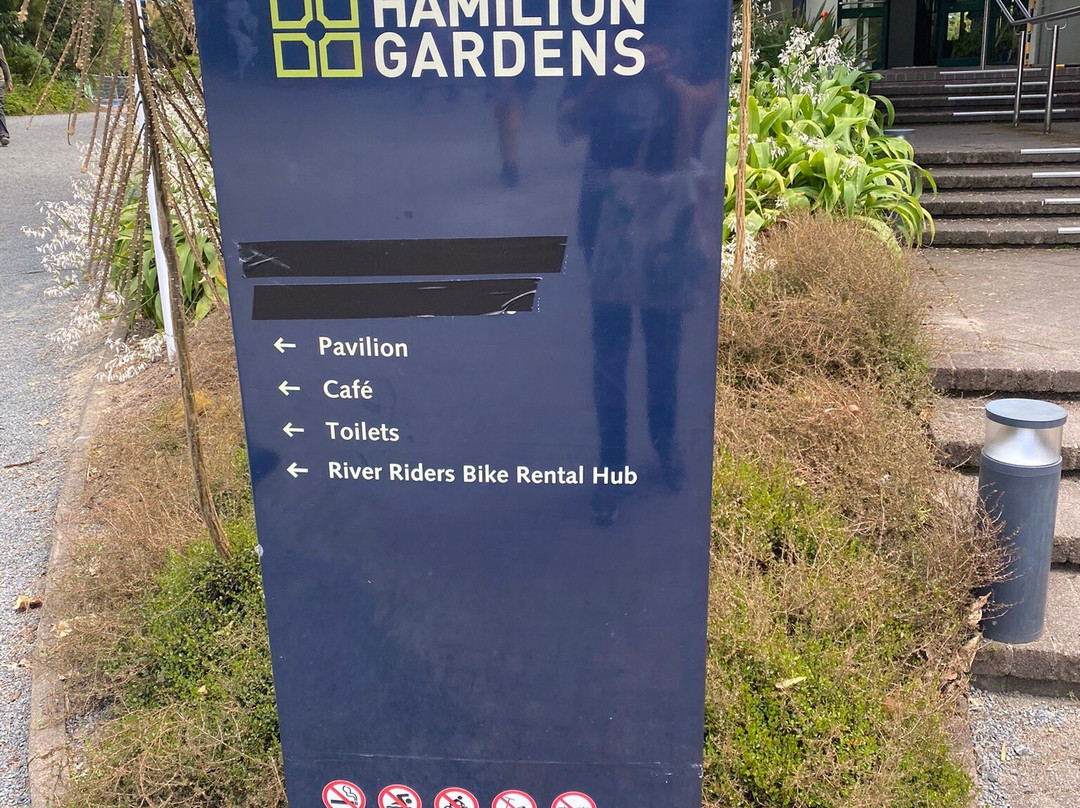 HAMILTON
GARDENS
← Pavilion
← Café
← Toilets
← River Riders Bike Rental Hub